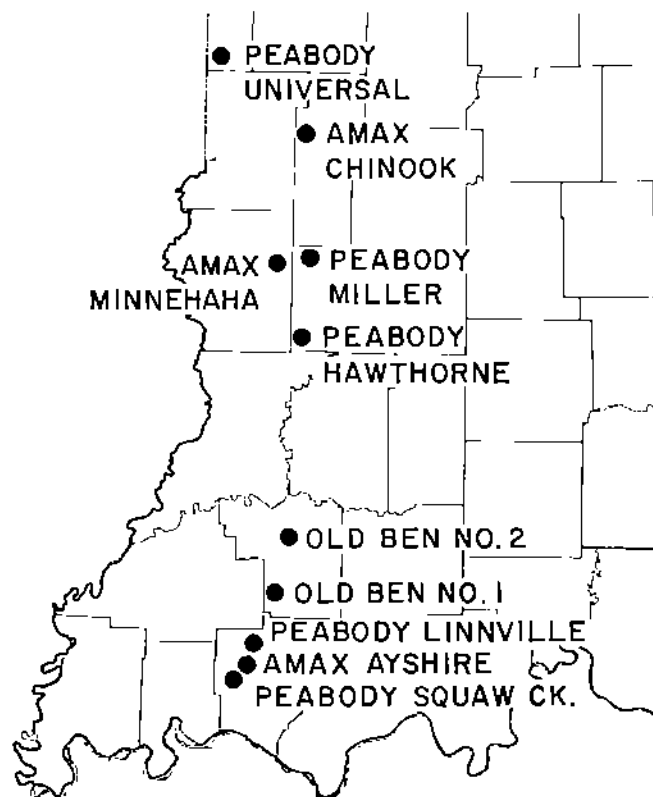 PEABODY
UNIVERSAL
AMAX
CHINOOK
AMAX
MINNEHAHA
PEABODY
MILLER
PEABODY
HAWTHORNE
OLD BEN NO. 2
OLD BEN NO. 1
PEABODY LINNVILLE
AMAX AYSHIRE
PEABODY SQUAW CK.